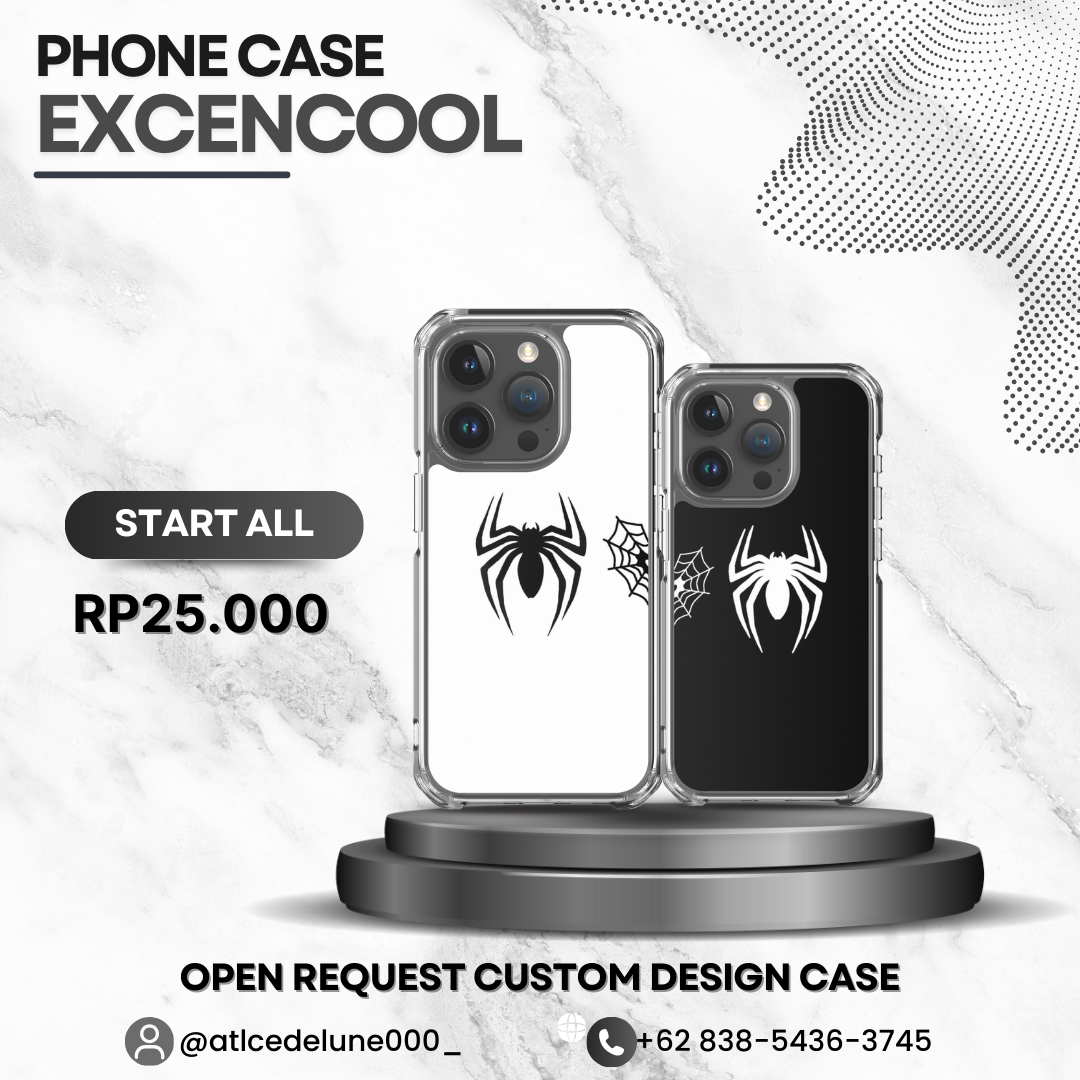 PHONE CASE
EXCENCOOL
START ALL
RP25.000
OPEN REQUEST CUSTOM DESIGN CASE
@atlcedelune000_
+62 838-5436-3745